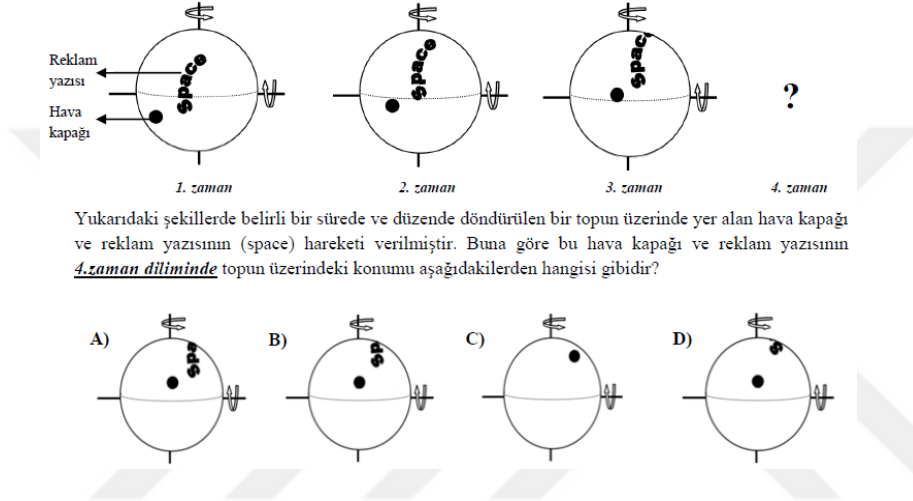 Reklam yazısı
Hava kapağı
space
space
spac
?
1. zaman
2. zaman
3. zaman
4. zaman
Yukarıdaki şekillerde belirli bir sürede ve düzende döndürülen bir topun üzerinde yer alan hava kapağı
ve reklam yazısının (space) hareketi verilmiştir. Buna göre bu hava kapağı ve reklam yazısının
4.zaman diliminde topun üzerindeki konumu aşağıdakilerden hangisi gibidir?
A)
spa
B)
sp
C)
D)
s